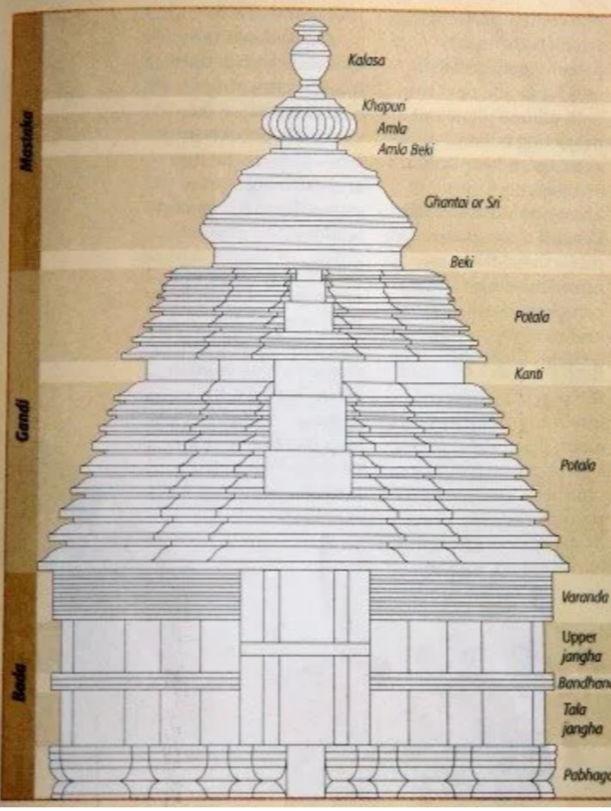 Mastaka
Kalasa
Khapuri
Amla
Amla Beki
Ghantai or Sri
Beki
Gandi
Potala
Kanti
Potala
Bada
Varanda
Upper
jangha
Bandhana
Tala
jangha
Pabhaga